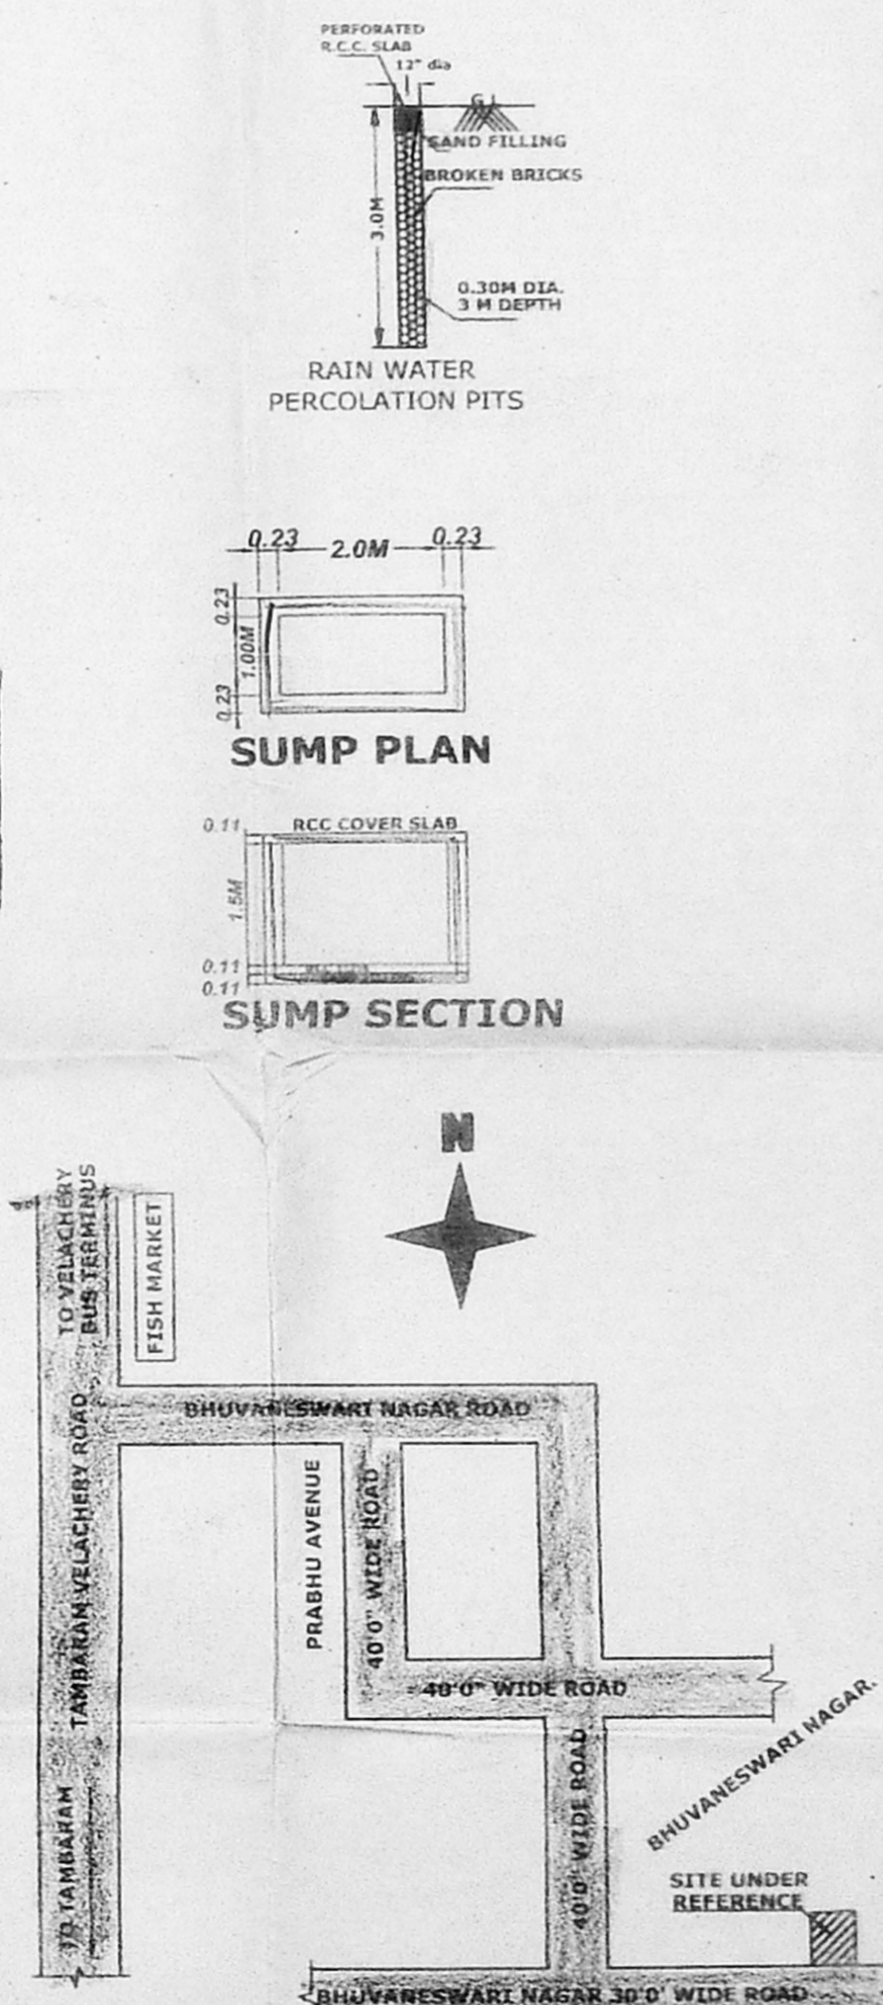 PERFORATED
R.C.C. SLAB
12" dia
G.L
SAND FILLING
BROKEN BRICKS
3.0M
0.30M DIA.
3 M DEPTH
RAIN WATER
PERCOLATION PITS
0.23 2.0M 0.23
0.23
1.00M
0.23
SUMP PLAN
0.11 RCC COVER SLAB
1.5M
0.11
0.11
SUMP SECTION
N
TO VELACHERY
BUS TERMINUS
FISH MARKET
BHUVANESWARI NAGAR ROAD
TAMBARAM VELACHERY ROAD
PRABHU AVENUE
40'0" WIDE ROAD
40'0" WIDE ROAD
BHUVANESWARI NAGAR.
40'0" WIDE ROAD
TO TAMBARAM
SITE UNDER
REFERENCE
BHUVANESWARI NAGAR 30'0' WIDE ROAD